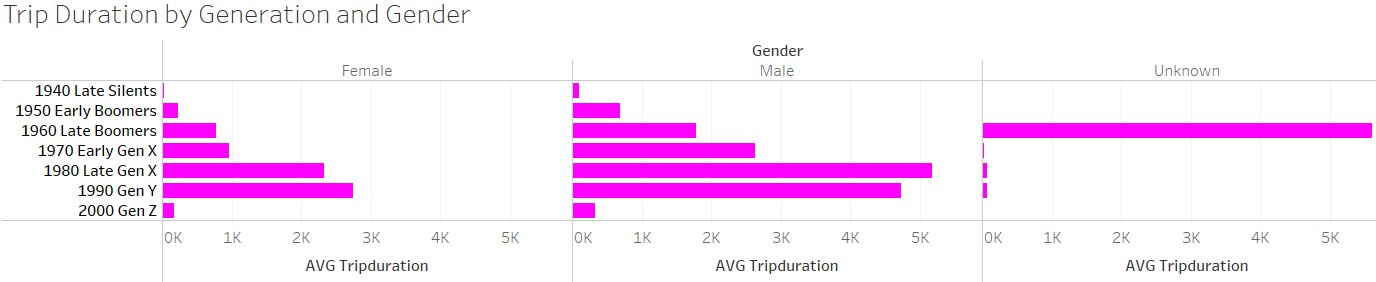 Trip Duration by Generation and Gender
Gender
Female Male Unknown
1940 Late Silents
1950 Early Boomers
1960 Late Boomers
1970 Early Gen X
1980 Late Gen X
1990 Gen Y
2000 Gen Z
0K 1K 2K 3K 4K 5K 0K 1K 2K 3K 4K 5K 0K 1K 2K 3K 4K 5K
AVG Tripduration AVG Tripduration AVG Tripduration